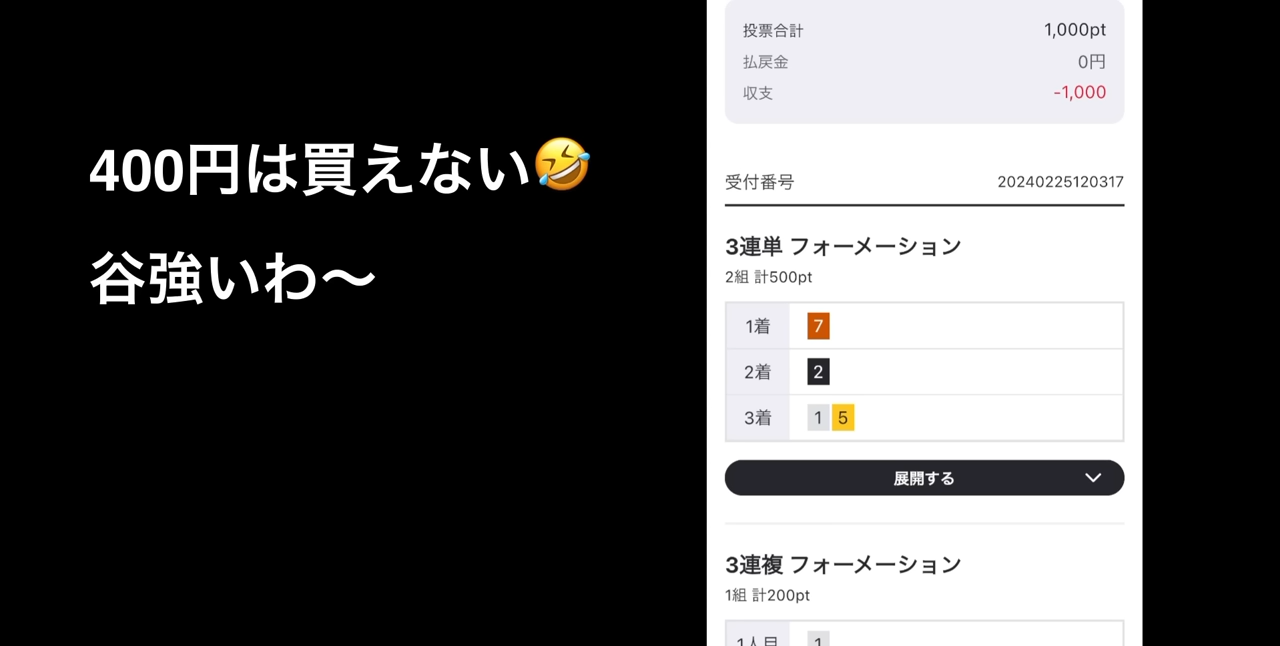 400円は買えない🤣
谷強いわ〜
投票合計 1,000pt
払戻金 0円
収支 -1,000
受付番号 20240225120317
3連単 フォーメーション
2組 計500pt
1着 7
2着 2
3着 1 5
展開する
3連複 フォーメーション
1組 計200pt
1人目 1